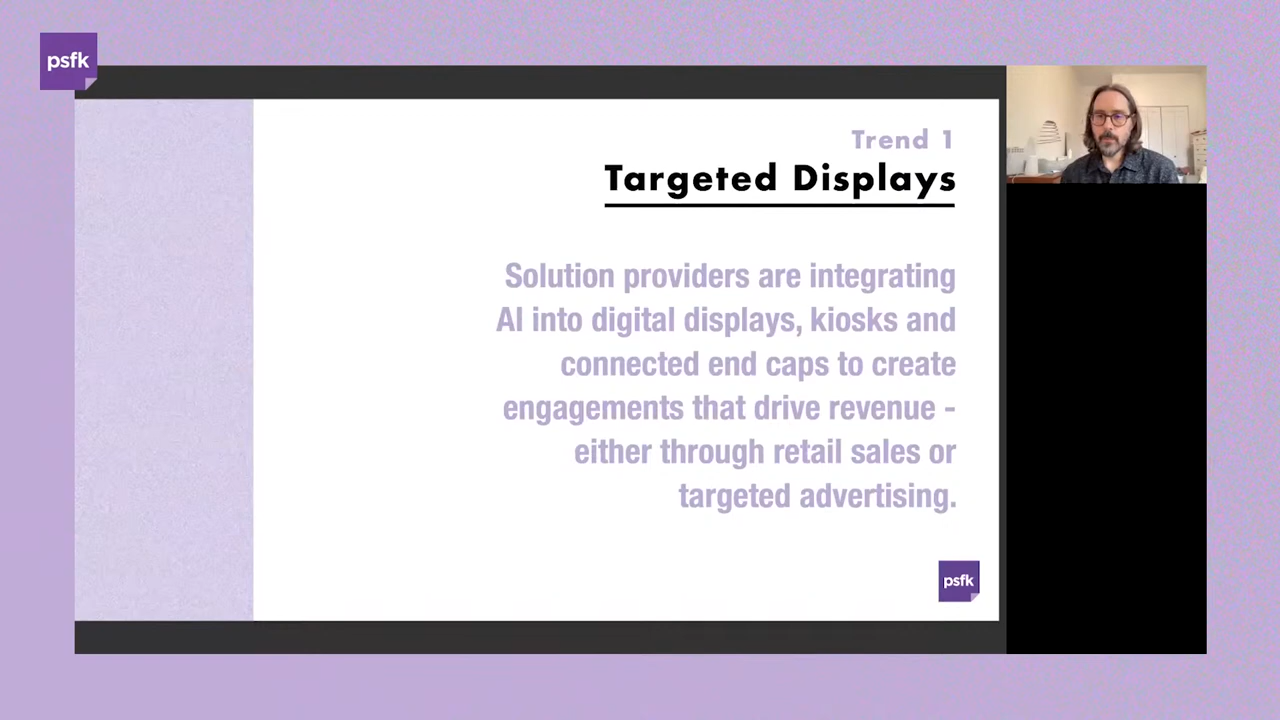 psfk
Trend 1
Targeted Displays
Solution providers are integrating
AI into digital displays, kiosks and
connected end caps to create
engagements that drive revenue -
either through retail sales or
targeted advertising.
psfk